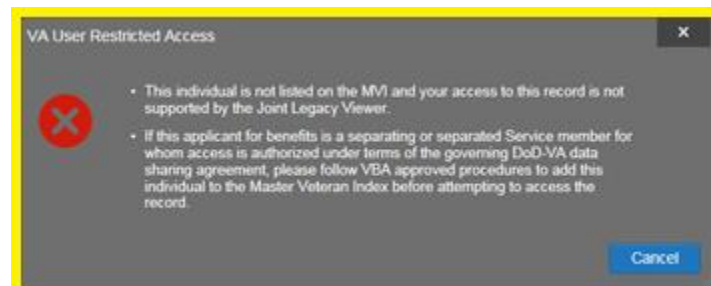 VA User Restricted Access
x
• This individual is not listed on the MVI and your access to this record is not
supported by the Joint Legacy Viewer.
• If this applicant for benefits is a separating or separated Service member for
whom access is authorized under terms of the governing DoD-VA data
sharing agreement, please follow VBA approved procedures to add this
individual to the Master Veteran Index before attempting to access the
record.
Cancel